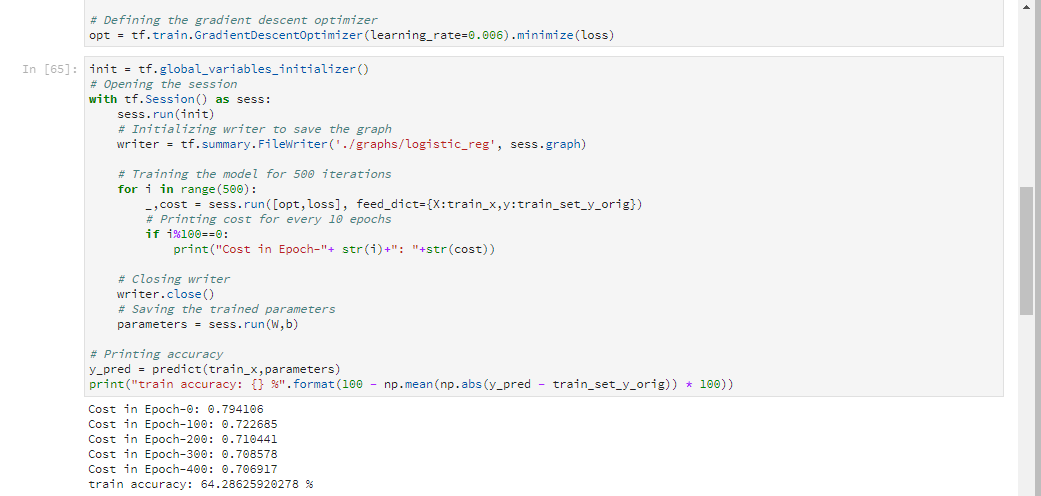 # Defining the gradient descent optimizer
opt = tf.train.GradientDescentOptimizer(learning_rate=0.006).minimize(loss)
In [65]:
init = tf.global_variables_initializer()
# Opening the session
with tf.Session() as sess:
    sess.run(init)
    # Initializing writer to save the graph
    writer = tf.summary.FileWriter('./graphs/logistic_reg', sess.graph)
    # Training the model for 500 iterations
    for i in range(500):
        _,cost = sess.run([opt,loss], feed_dict={X:train_x,y:train_set_y_orig})
        # Printing cost for every 10 epochs
        if i%100==0:
            print("Cost in Epoch-"+ str(i)+": "+str(cost))
    # Closing writer
    writer.close()
    # Saving the trained parameters
    parameters = sess.run(W,b)
# Printing accuracy
y_pred = predict(train_x,parameters)
print("train accuracy: {} %".format(100 - np.mean(np.abs(y_pred - train_set_y_orig)) * 100))
Cost in Epoch-0: 0.794106
Cost in Epoch-100: 0.722685
Cost in Epoch-200: 0.710441
Cost in Epoch-300: 0.708578
Cost in Epoch-400: 0.706917
train accuracy: 64.28625920278 %